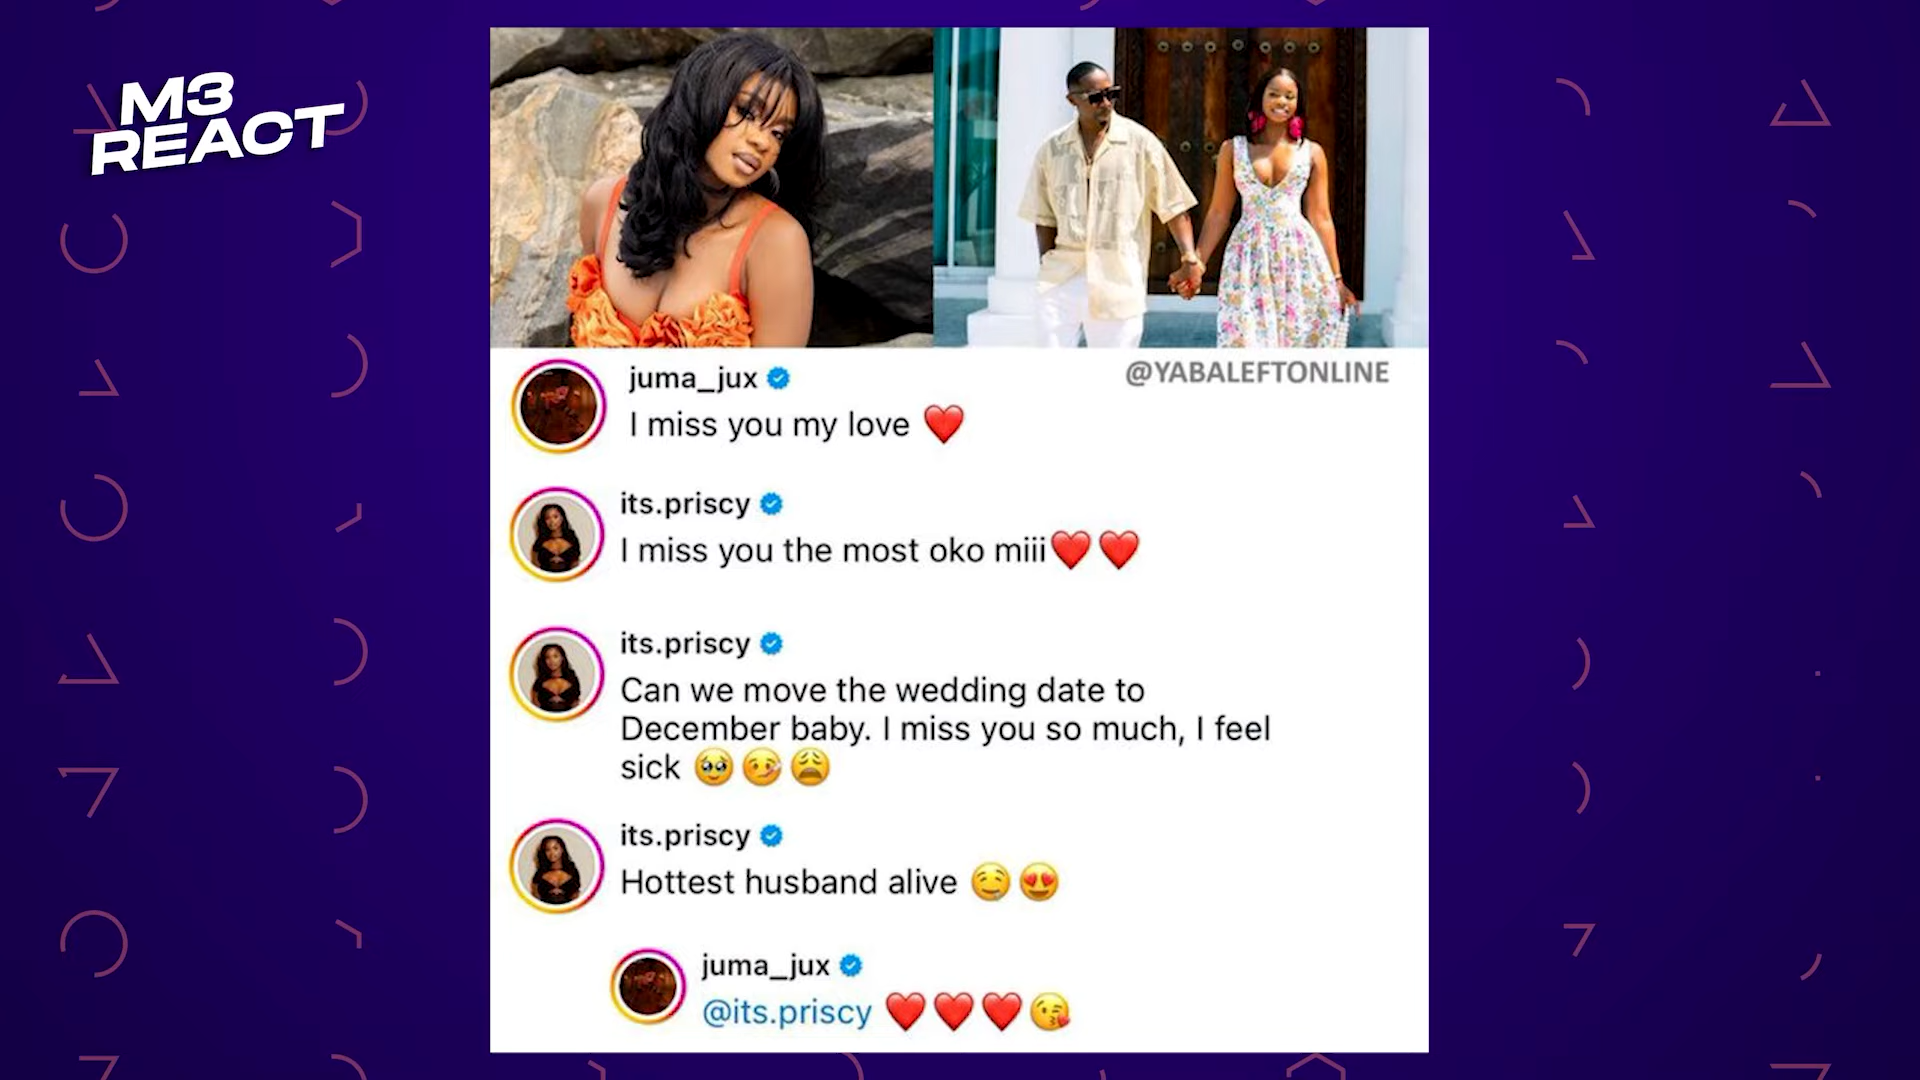 M3
REACT
@YABALEFTONLINE
juma_jux
I miss you my love ❤️
its.priscy
I miss you the most oko miii❤️❤️
its.priscy
Can we move the wedding date to
December baby. I miss you so much, I feel
sick 🥹🤒😩
its.priscy
Hottest husband alive 🤤😍
juma_jux
@its.priscy ❤️❤️❤️😘